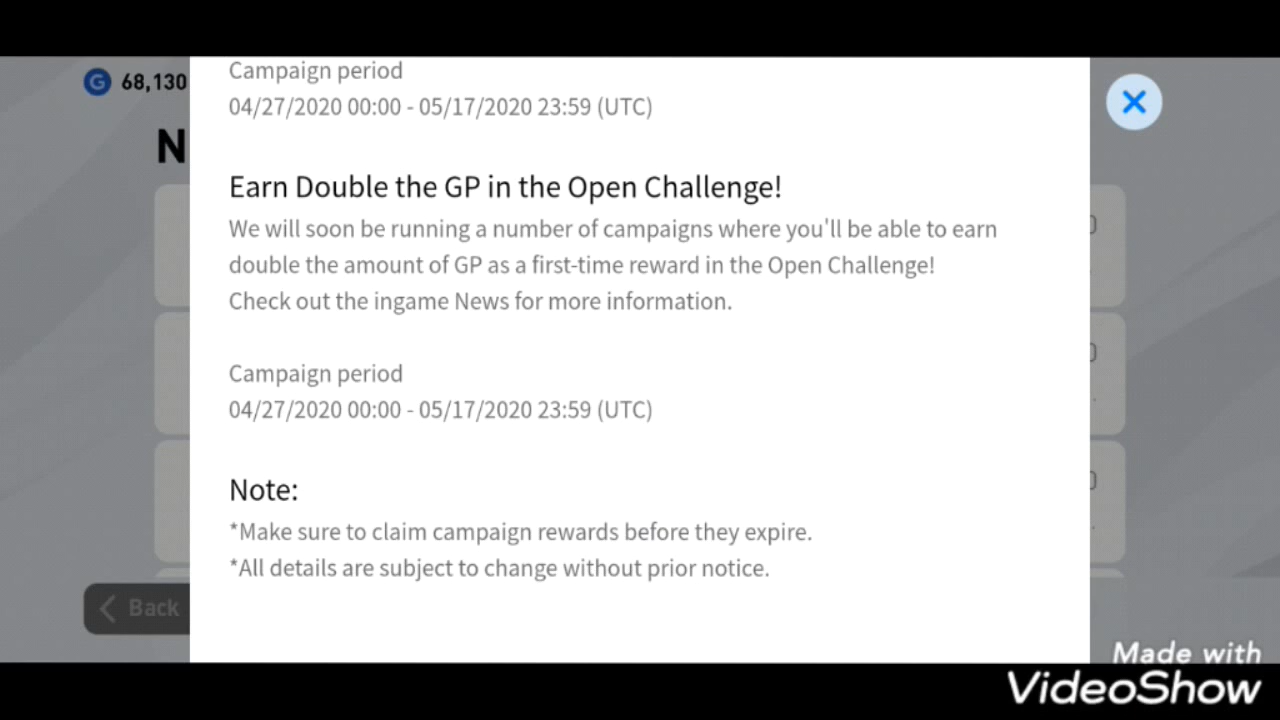 Campaign period
G 68,130
04/27/2020 00:00 - 05/17/2020 23:59 (UTC)
N
Earn Double the GP in the Open Challenge!
We will soon be running a number of campaigns where you'll be able to earn
double the amount of GP as a first-time reward in the Open Challenge!
Check out the ingame News for more information.
Campaign period
04/27/2020 00:00 - 05/17/2020 23:59 (UTC)
Note:
*Make sure to claim campaign rewards before they expire.
*All details are subject to change without prior notice.
Back
Made with
VideoShow